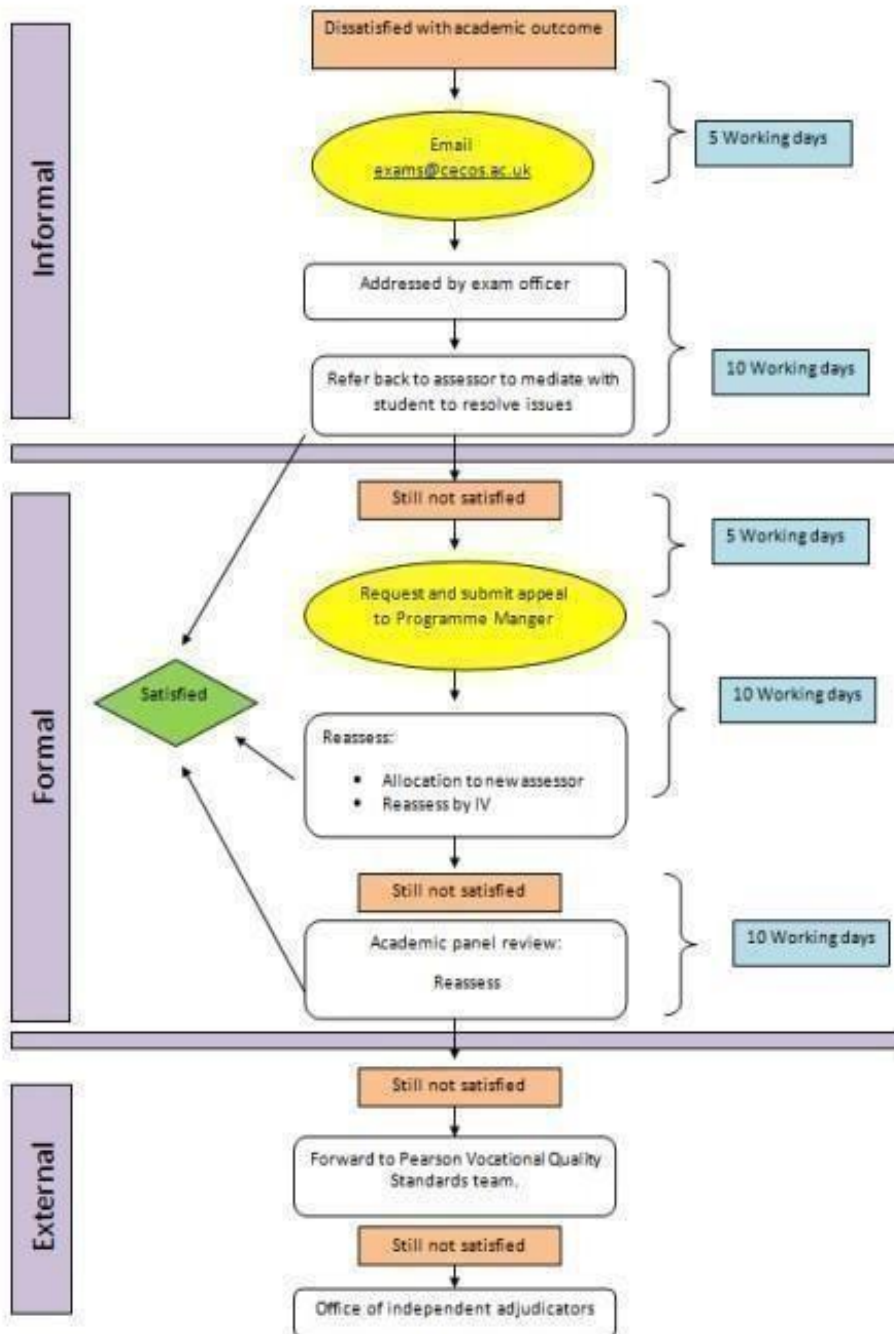 Informal
Dissatisfied with academic outcome
Email
exams@cecos.ac.uk
5 Working days
Addressed by exam officer
Refer back to assessor to mediate with
student to resolve issues
10 Working days
Formal
Still not satisfied
5 Working days
Request and submit appeal
to Programme Manger
10 Working days
Satisfied
Reassess:
• Allocation to new assessor
• Reassess by IV
Still not satisfied
Academic panel review:
Reassess
10 Working days
External
Still not satisfied
Forward to Pearson Vocational Quality
Standards team.
Still not satisfied
Office of independent adjudicators